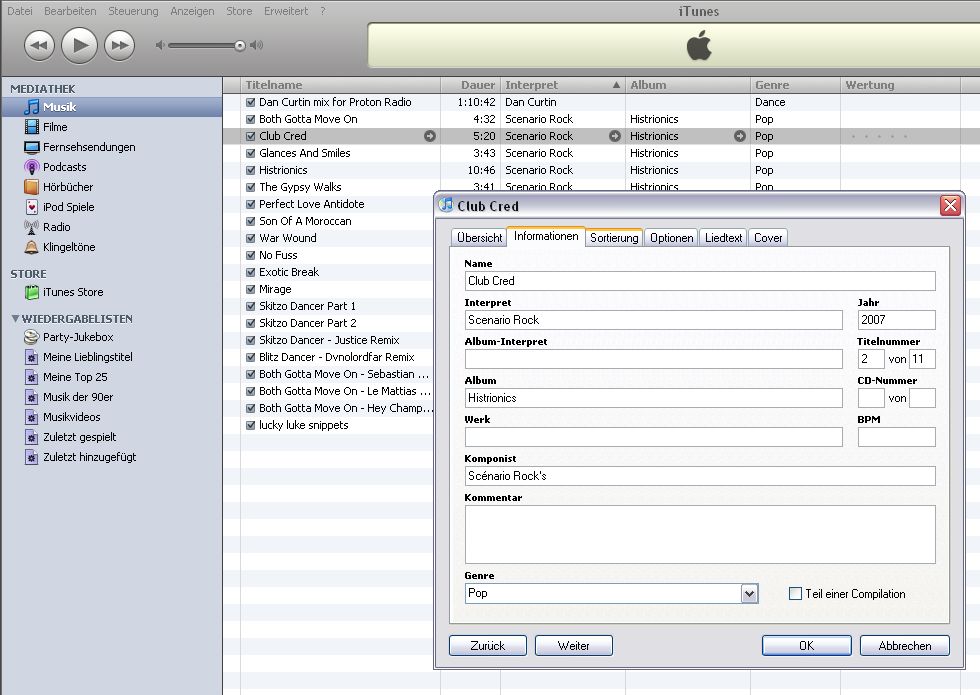 Datei Bearbeiten Steuerung Anzeigen Store Erweitert ?
iTunes
MEDIATHEK
Musik
Filme
Fernsehsendungen
Podcasts
Hörbücher
iPod Spiele
Radio
Klingeltöne
STORE
iTunes Store
WIEDERGABELISTEN
Party-Jukebox
Meine Lieblingstitel
Meine Top 25
Musik der 90er
Musikvideos
Zuletzt gespielt
Zuletzt hinzugefügt
Titelname Dauer Interpret Album Genre Wertung
Dan Curtin mix for Proton Radio 1:10:42 Dan Curtin Dance
Both Gotta Move On 4:32 Scenario Rock Histrionics Pop
Club Cred 5:20 Scenario Rock Histrionics Pop
Glances And Smiles 3:43 Scenario Rock Histrionics Pop
Histrionics 10:46 Scenario Rock Histrionics Pop
The Gypsy Walks 3:41 Scenario Rock Histrionics Pop
Perfect Love Antidote
Son Of A Moroccan
War Wound
No Fuss
Exotic Break
Mirage
Skitzo Dancer Part 1
Skitzo Dancer Part 2
Skitzo Dancer - Justice Remix
Blitz Dancer - Dvnolordfar Remix
Both Gotta Move On - Sebastian ...
Both Gotta Move On - Le Mattias ...
Both Gotta Move On - Hey Champ...
lucky luke snippets
Club Cred
Übersicht Informationen Sortierung Optionen Liedtext Cover
Name
Club Cred
Interpret Jahr
Scenario Rock 2007
Album-Interpret Titelnummer
2 von 11
Album CD-Nummer
Histrionics von
Werk BPM
Komponist
Scénario Rock's
Kommentar
Genre
Pop Teil einer Compilation
Zurück Weiter OK Abbrechen